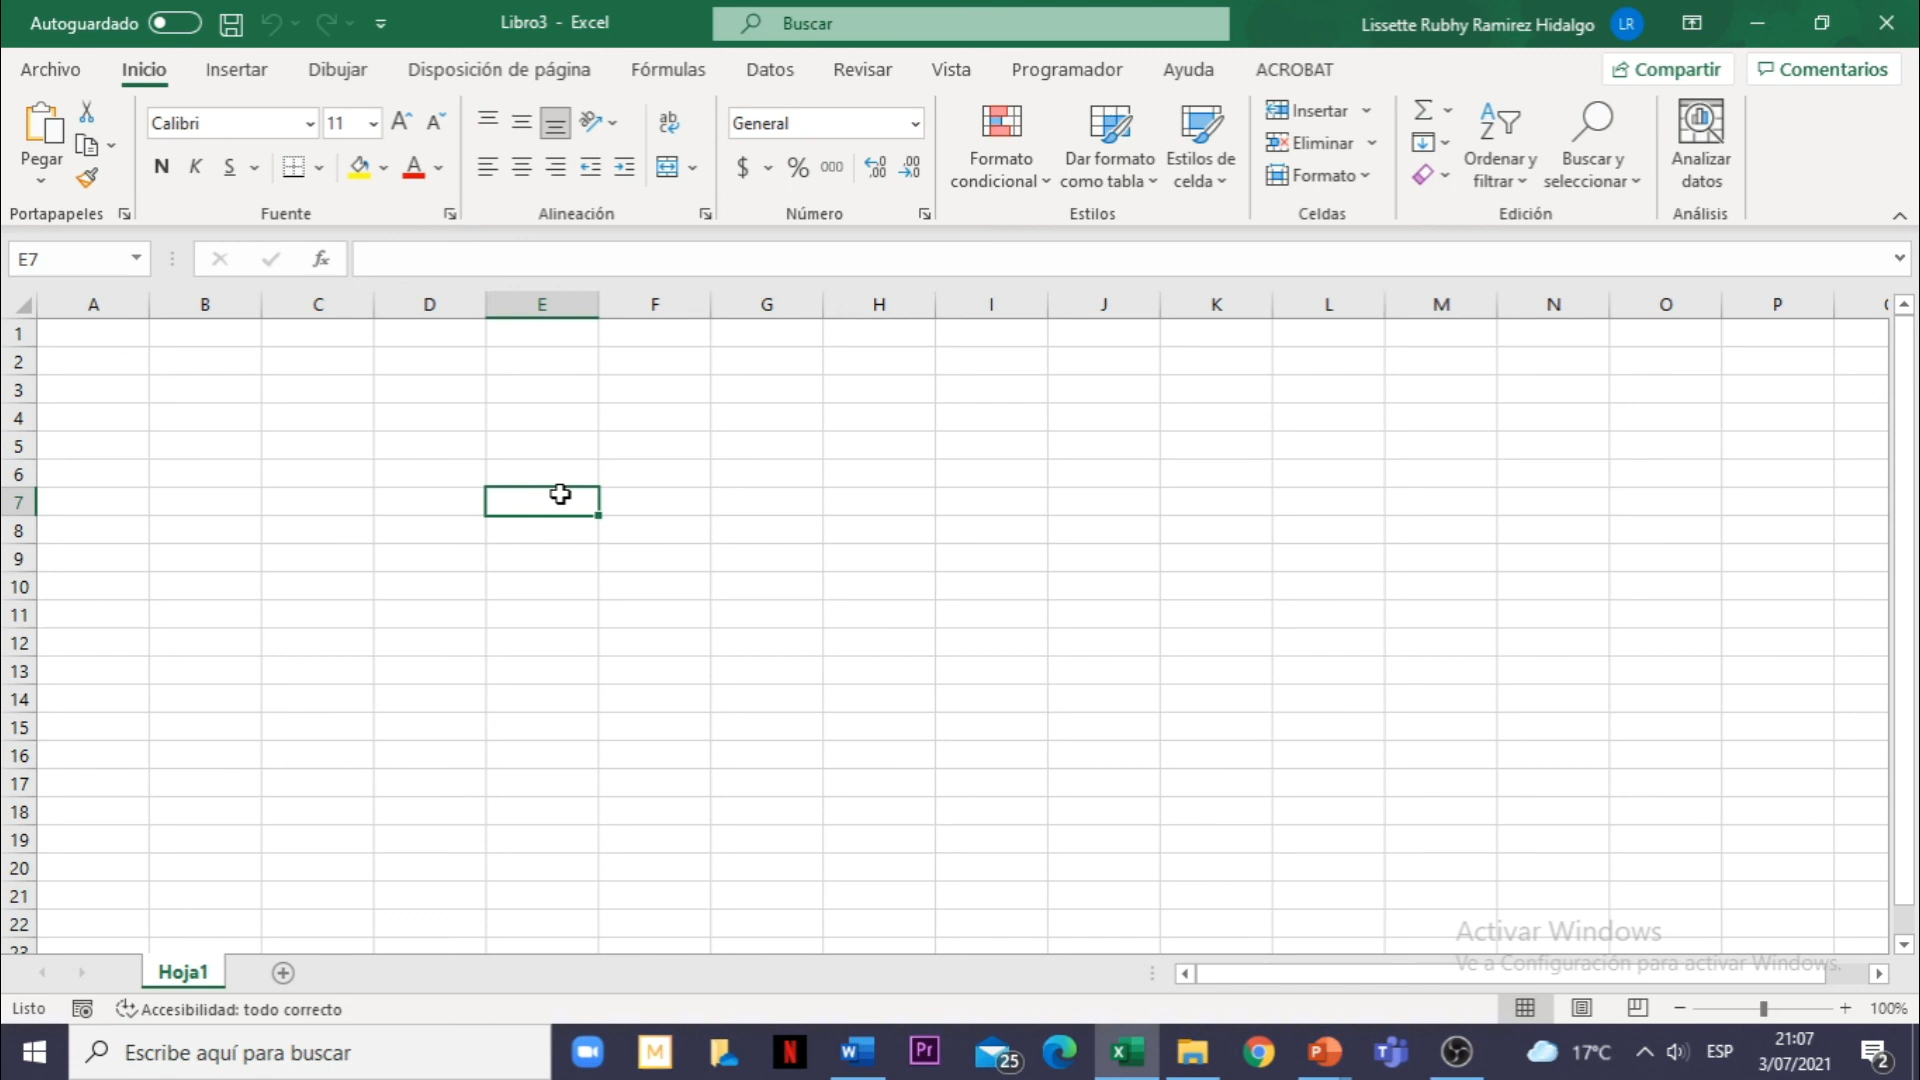 Autoguardado
Libro3 - Excel
Buscar
Lissette Rubhy Ramirez Hidalgo
LR
Archivo Inicio Insertar Dibujar Disposición de página Fórmulas Datos Revisar Vista Programador Ayuda ACROBAT Compartir Comentarios
Pegar
Portapapeles
Calibri 11
N K S
Fuente
ab
Alineación
General
$ % 000
Número
Formato condicional
Dar formato como tabla
Estilos de celda
Estilos
Insertar
Eliminar
Formato
Celdas
Ordenar y filtrar
Buscar y seleccionar
Edición
Analizar datos
Análisis
E7
fx
A B C D E F G H I J K L M N O P
1
2
3
4
5
6
7
8
9
10
11
12
13
14
15
16
17
18
19
20
21
22
23
Activar Windows
Ve a Configuración para activar Windows.
Hoja1
Listo
Accesibilidad: todo correcto
100%
Escribe aquí para buscar
M
N
W
Pr
25
X
P
T
17°C
ESP
21:07
3/07/2021
2